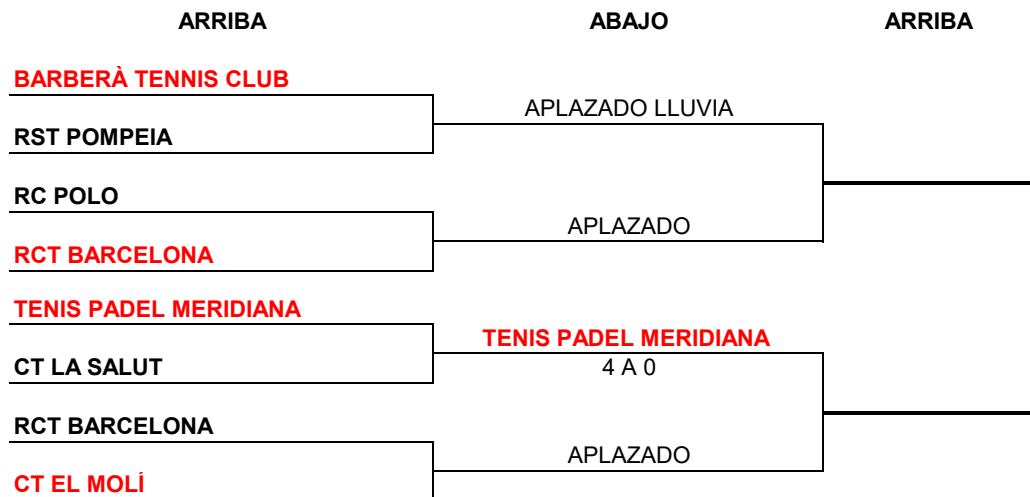 ARRIBA ABAJO ARRIBA
BARBERÀ TENNIS CLUB
APLAZADO LLUVIA
RST POMPEIA
RC POLO
APLAZADO
RCT BARCELONA
TENIS PADEL MERIDIANA
TENIS PADEL MERIDIANA
CT LA SALUT 4 A 0
RCT BARCELONA
APLAZADO
CT EL MOLÍ